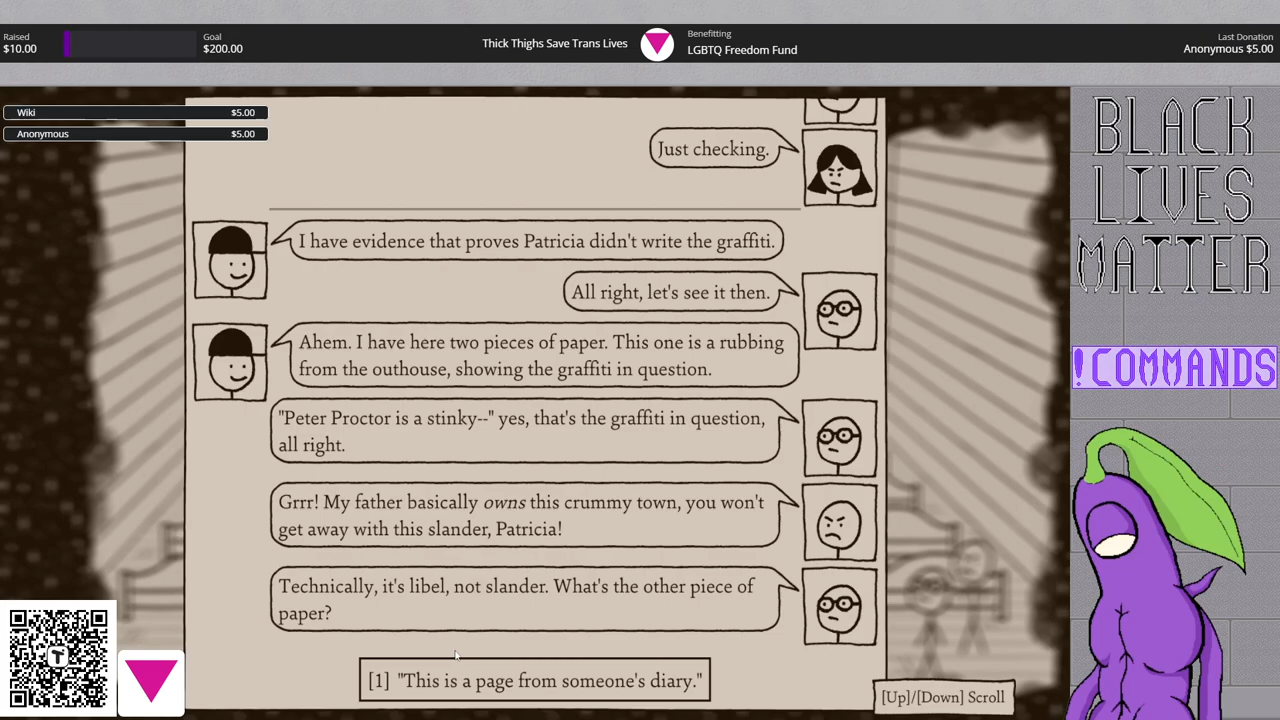 Raised
$10.00
Goal
$200.00
Thick Thighs Save Trans Lives
Benefitting
LGBTQ Freedom Fund
Last Donation
Anonymous $5.00
Wiki $5.00
Anonymous $5.00
Just checking.
I have evidence that proves Patricia didn't write the graffiti.
All right, let's see it then.
Ahem. I have here two pieces of paper. This one is a rubbing
from the outhouse, showing the graffiti in question.
"Peter Proctor is a stinky--" yes, that's the graffiti in question,
all right.
Grrr! My father basically owns this crummy town, you won't
get away with this slander, Patricia!
Technically, it's libel, not slander. What's the other piece of
paper?
[1] "This is a page from someone's diary."
[Up]/[Down] Scroll
BLACK
LIVES
MATTER
!COMMANDS
T